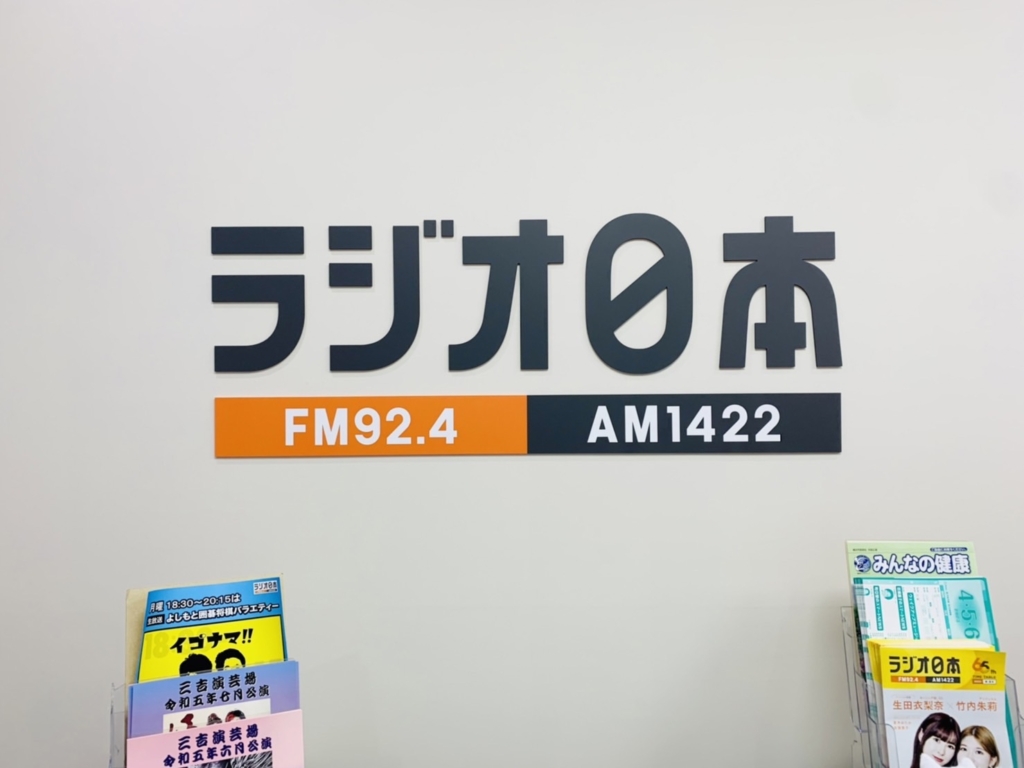 ラジオ日本
FM92.4 AM1422
ラジオ日本
月曜 18:30～20:15は
生放送 よしもと囲碁将棋バラエティー
イゴナマ!!
三吉演芸場
令和五年七月公演
三吉演芸場
令和五年六月公演
みんなの健康
4・5・6
ラジオ日本 65
FM92.4 AM1422
生田衣梨奈 竹内朱莉